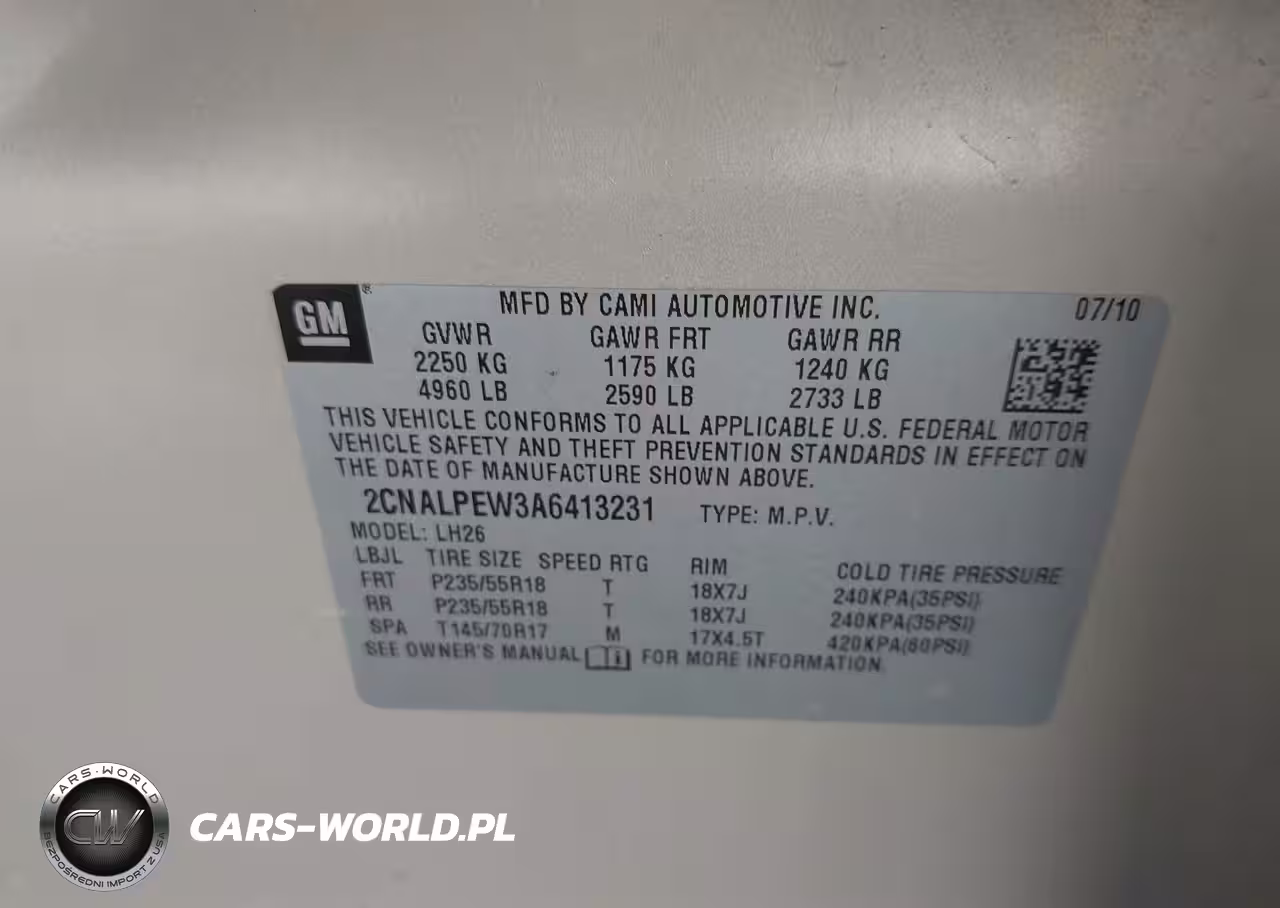 GM ® MFD BY CAMI AUTOMOTIVE INC. 07/10
GVWR GAWR FRT GAWR RR
2250 KG 1175 KG 1240 KG
4960 LB 2590 LB 2733 LB
THIS VEHICLE CONFORMS TO ALL APPLICABLE U.S. FEDERAL MOTOR
VEHICLE SAFETY AND THEFT PREVENTION STANDARDS IN EFFECT ON
THE DATE OF MANUFACTURE SHOWN ABOVE.
2CNALPEW3A6413231 TYPE: M.P.V.
MODEL: LH26
LBJL TIRE SIZE SPEED RTG RIM COLD TIRE PRESSURE
FRT P235/55R18 T 18X7J 240KPA(35PSI)
RR P235/55R18 T 18X7J 240KPA(35PSI)
SPA T145/70R17 M 17X4.5T 420KPA(60PSI)
SEE OWNER'S MANUAL FOR MORE INFORMATION.
CARS-WORLD
CW
BEZPOŚREDNI IMPORT Z USA
CARS-WORLD.PL